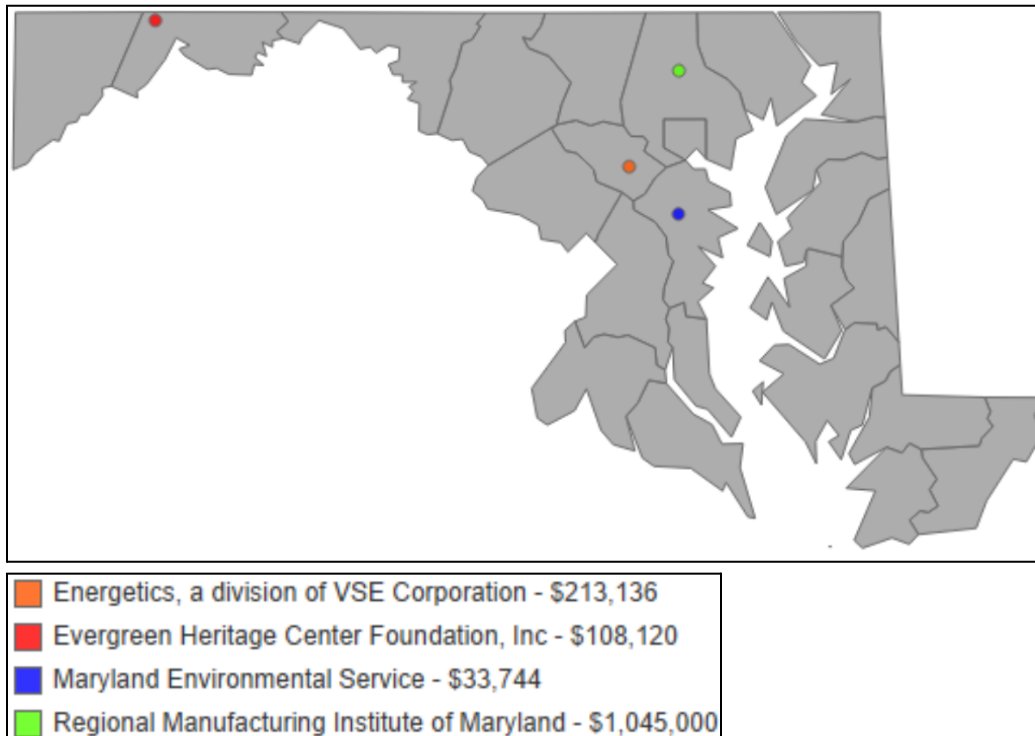 Energetics, a division of VSE Corporation - $213,136
Evergreen Heritage Center Foundation, Inc - $108,120
Maryland Environmental Service - $33,744
Regional Manufacturing Institute of Maryland - $1,045,000